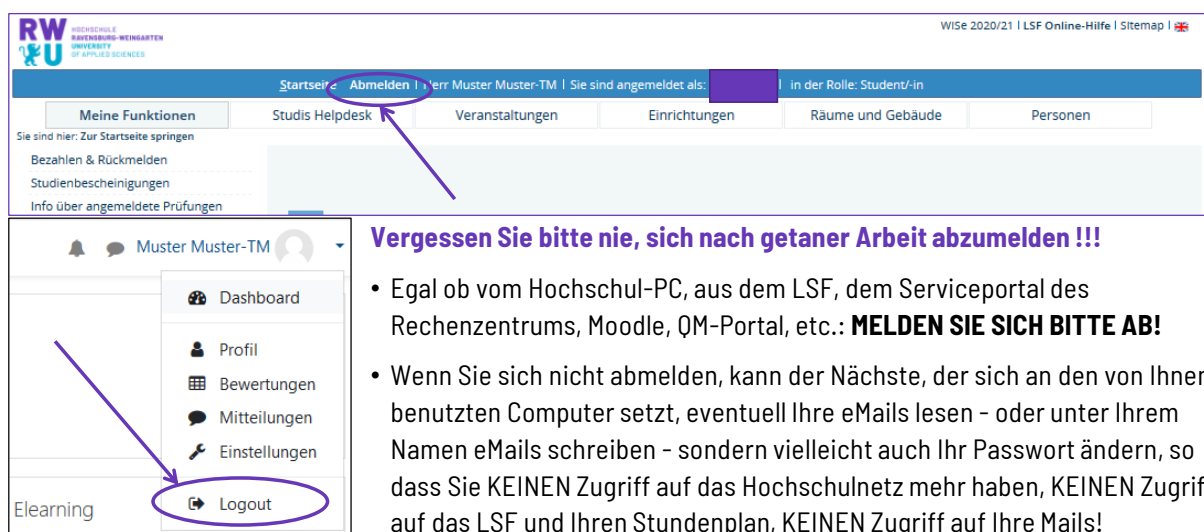 RW
U
HOCHSCHULE
RAVENSBURG-WEINGARTEN
UNIVERSITY
OF APPLIED SCIENCES
WiSe 2020/21 | LSF Online-Hilfe | Sitemap |
Startseite Abmelden | Herr Muster Muster-TM | Sie sind angemeldet als: | in der Rolle: Student/-in
Meine Funktionen Studis Helpdesk Veranstaltungen Einrichtungen Räume und Gebäude Personen
Sie sind hier: Zur Startseite springen
Bezahlen & Rückmelden
Studienbescheinigungen
Info über angemeldete Prüfungen
Muster Muster-TM
Dashboard
Profil
Bewertungen
Mitteilungen
Einstellungen
Elearning
Logout
Vergessen Sie bitte nie, sich nach getaner Arbeit abzumelden !!!
• Egal ob vom Hochschul-PC, aus dem LSF, dem Serviceportal des
Rechenzentrums, Moodle, QM-Portal, etc.: MELDEN SIE SICH BITTE AB!
• Wenn Sie sich nicht abmelden, kann der Nächste, der sich an den von Ihnen
benutzten Computer setzt, eventuell Ihre eMails lesen - oder unter Ihrem
Namen eMails schreiben - sondern vielleicht auch Ihr Passwort ändern, so
dass Sie KEINEN Zugriff auf das Hochschulnetz mehr haben, KEINEN Zugriff
auf das LSF und Ihren Stundenplan, KEINEN Zugriff auf Ihre Mails!